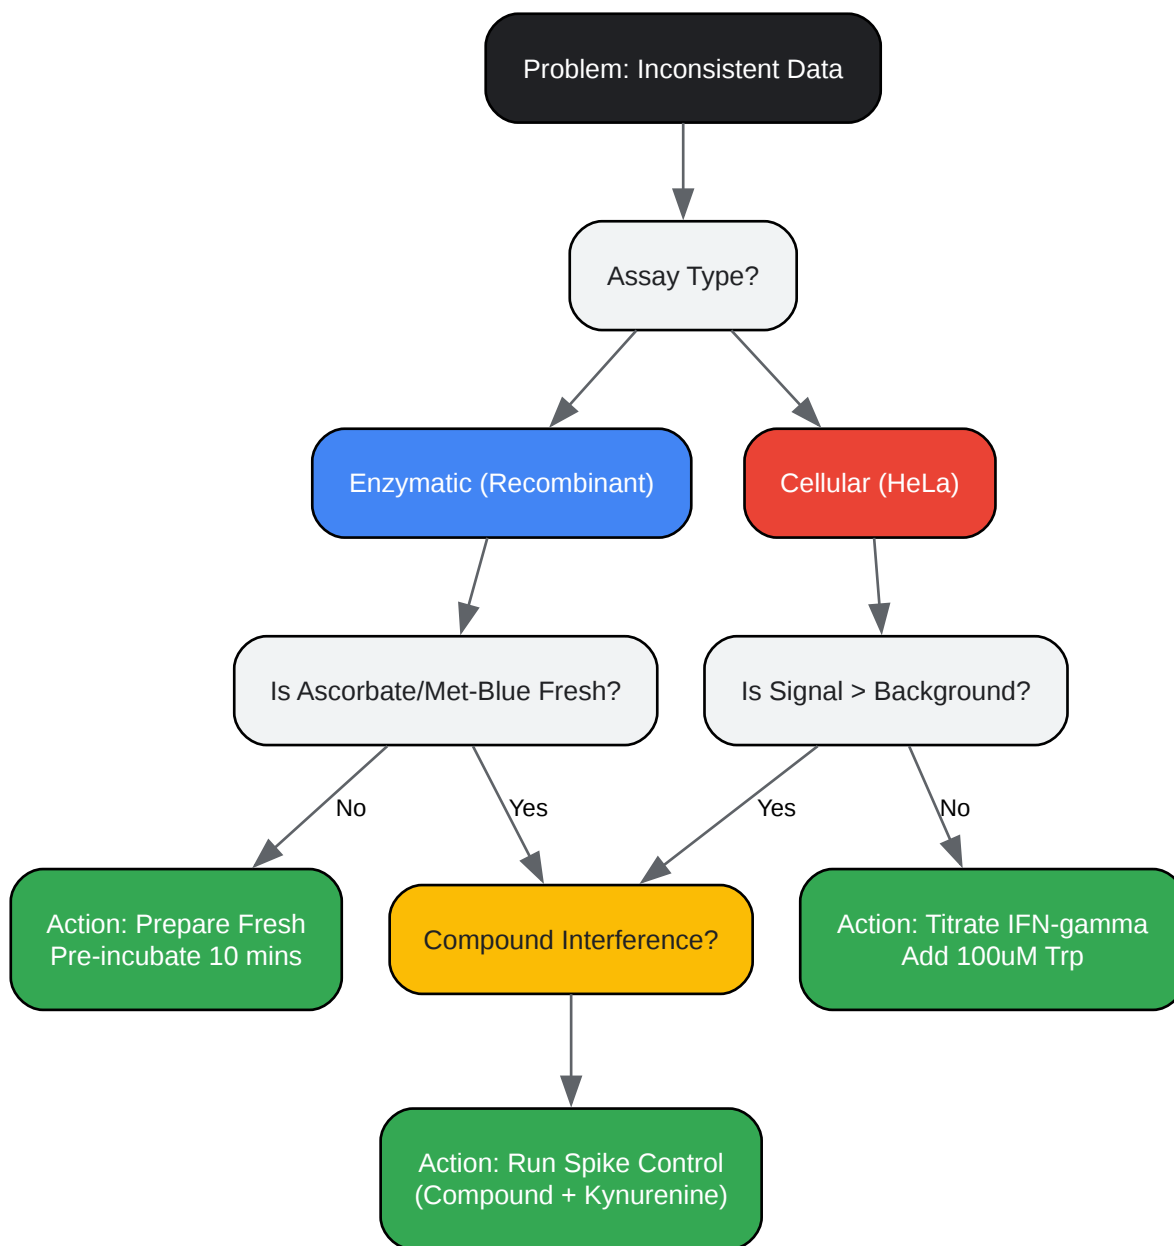 Problem: Inconsistent Data
Assay Type?
Enzymatic (Recombinant)
Cellular (HeLa)
Is Ascorbate/Met-Blue Fresh?
Is Signal > Background?
No
Yes
Yes
No
Action: Prepare Fresh
Pre-incubate 10 mins
Compound Interference?
Action: Titrate IFN-gamma
Add 100uM Trp
Action: Run Spike Control
(Compound + Kynurenine)